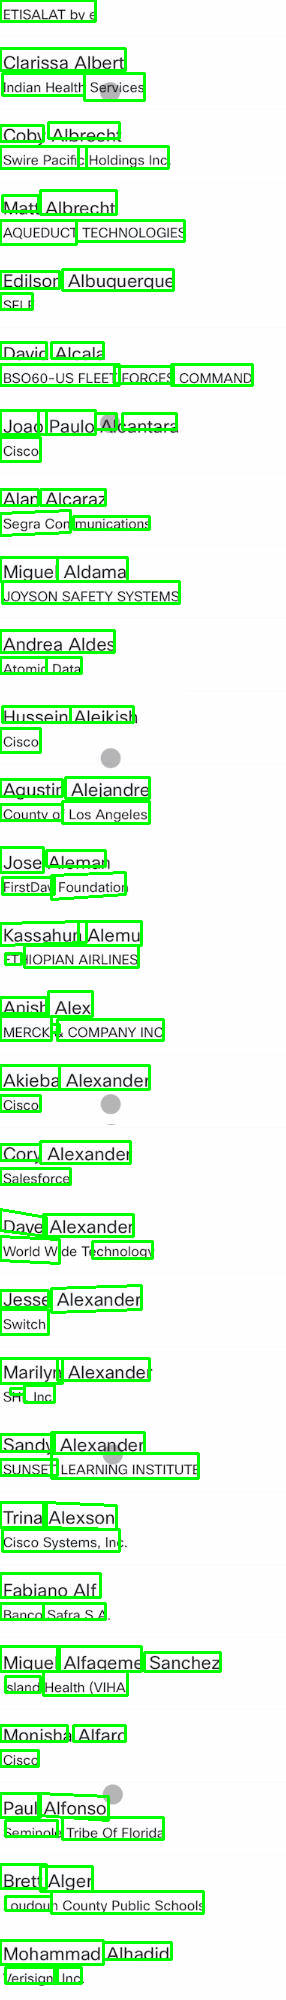 ETISALAT by e
Clarissa Albert
Indian Health Services
Coby Albrecht
Swire Pacific Holdings Inc.
Matt Albrecht
AQUEDUCT TECHNOLOGIES
Edilson Albuquerque
SELF
David Alcala
BSO60-US FLEET FORCES COMMAND
Joao Paulo Alcantara
Cisco
Alan Alcaraz
Segra Communications
Miguel Aldama
JOYSON SAFETY SYSTEMS
Andrea Aldes
Atomic Data
Hussein Aleikish
Cisco
Agustin Alejandre
County of Los Angeles
Jose Aleman
FirstDay Foundation
Kassahun Alemu
ETHIOPIAN AIRLINES
Anish Alex
MERCK & COMPANY INC
Akieba Alexander
Cisco
Cory Alexander
Salesforce
Dave Alexander
World Wide Technology
Jesse Alexander
Switch
Marilyn Alexander
SHI Inc
Sandy Alexander
SUNSET LEARNING INSTITUTE
Trina Alexson
Cisco Systems, Inc.
Fabiano Alf
Banco Safra S.A.
Miguel Alfageme Sanchez
Island Health (VIHA
Monisha Alfaro
Cisco
Paul Alfonso
Seminole Tribe Of Florida
Brett Alger
Loudoun County Public Schools
Mohammad Alhadid
Verisign, Inc.